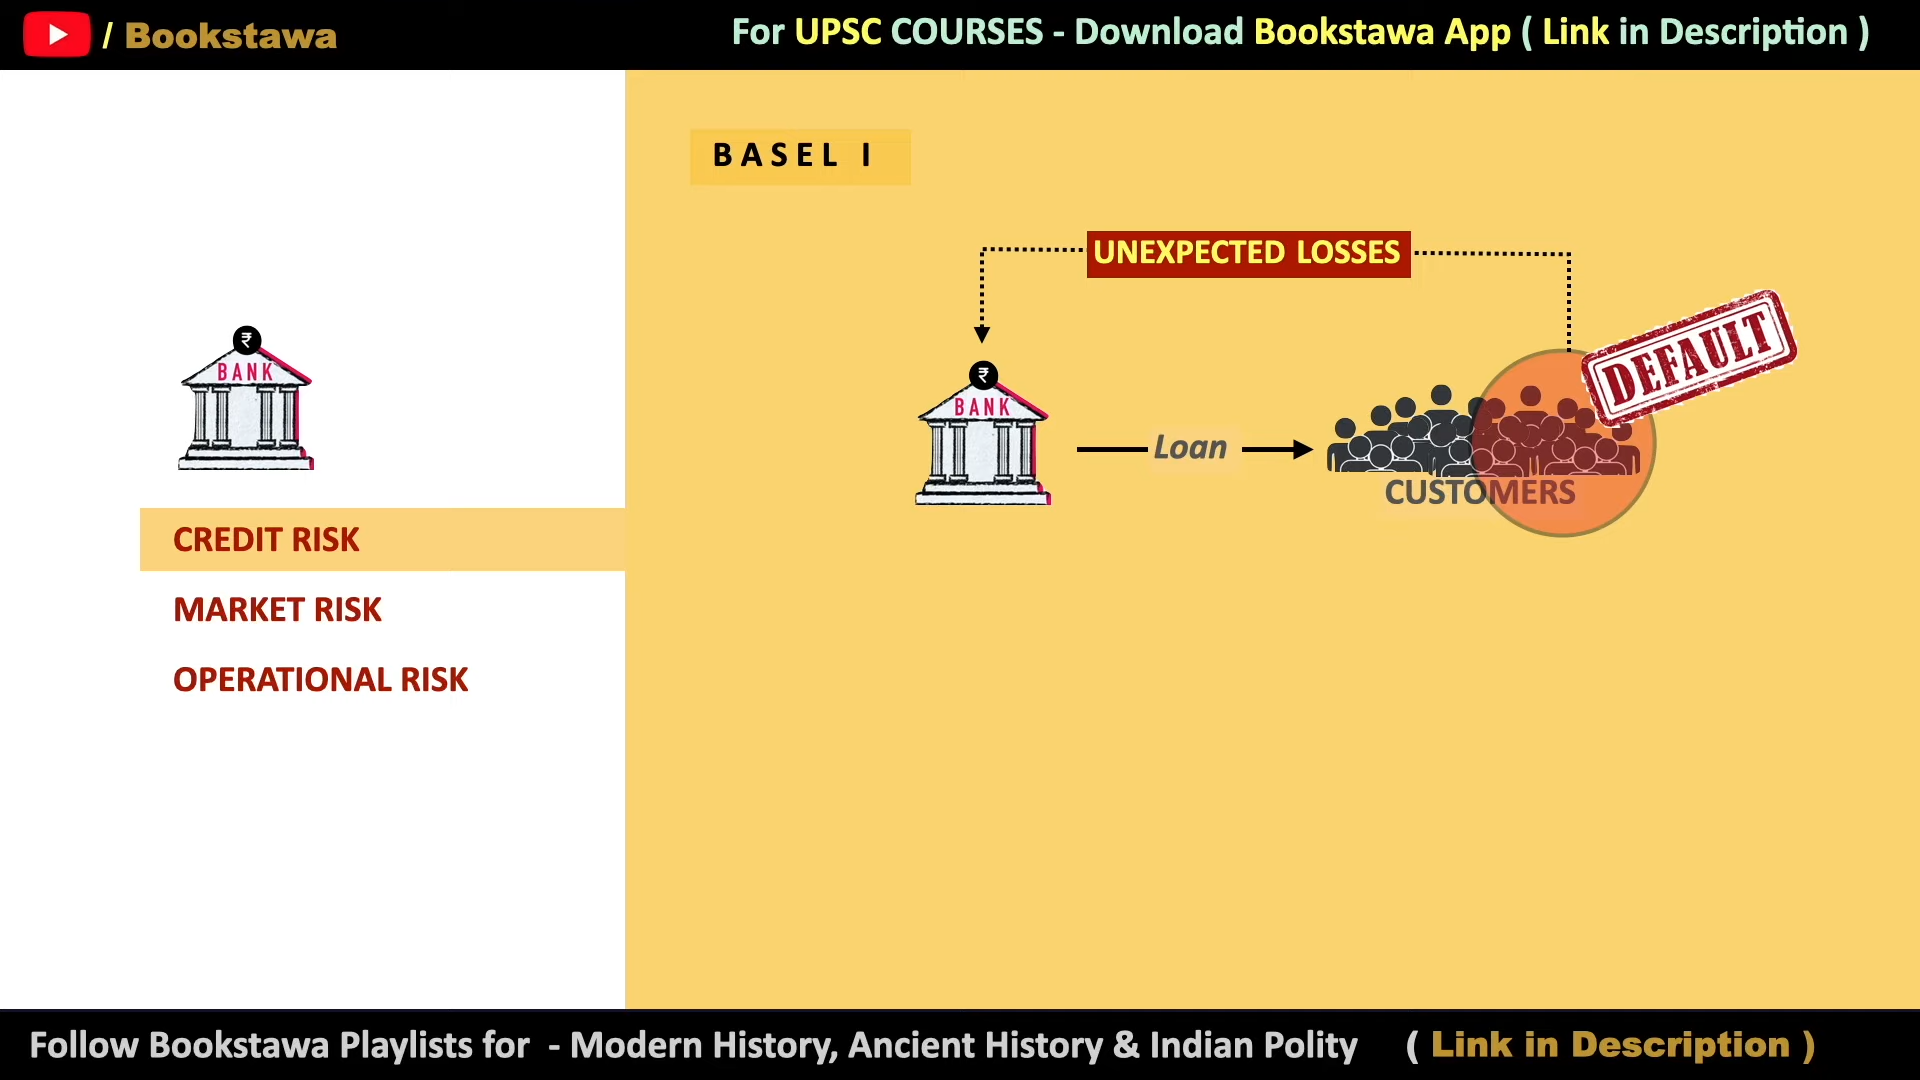 / Bookstawa
For UPSC COURSES - Download Bookstawa App ( Link in Description )
BASEL I
UNEXPECTED LOSSES
DEFAULT
₹
BANK
₹
BANK
Loan
CUSTOMERS
CREDIT RISK
MARKET RISK
OPERATIONAL RISK
Follow Bookstawa Playlists for - Modern History, Ancient History & Indian Polity ( Link in Description )